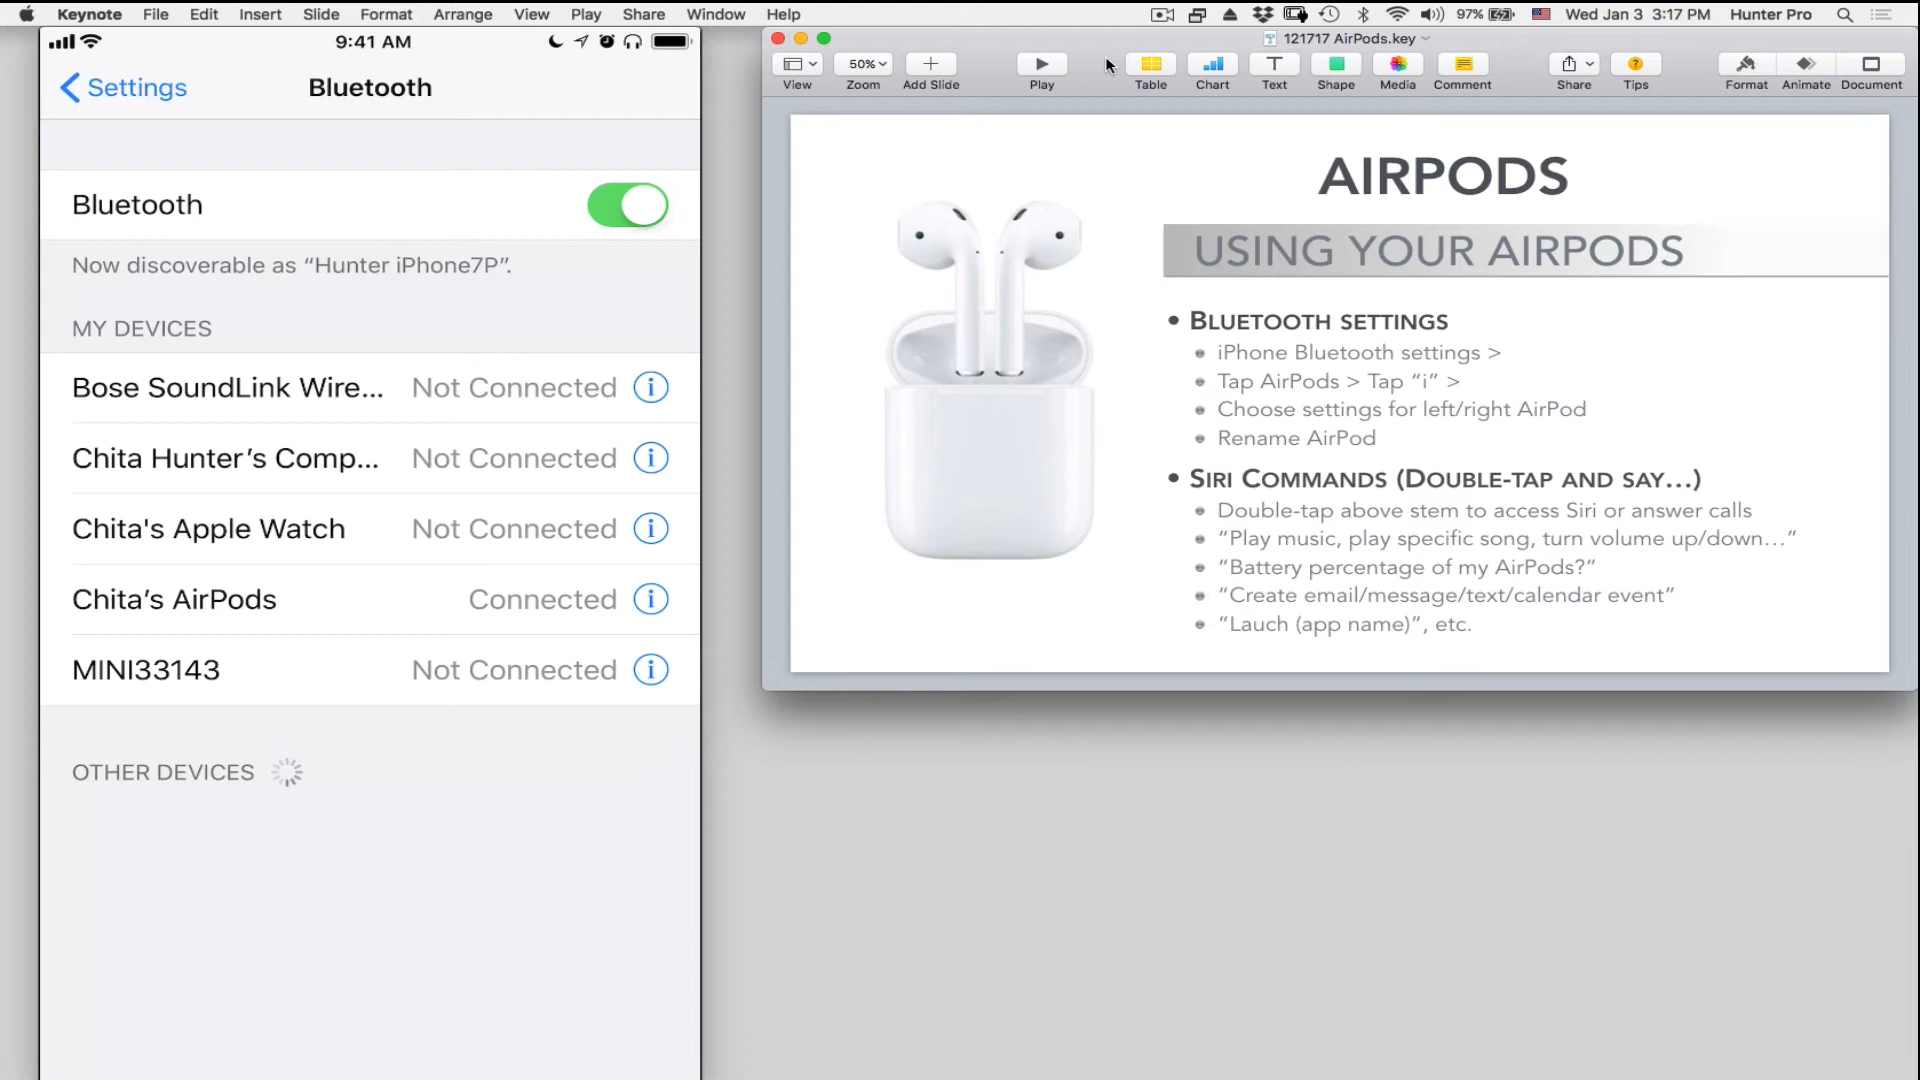 Keynote File Edit Insert Slide Format Arrange View Play Share Window Help 97% Wed Jan 3 3:17 PM Hunter Pro
9:41 AM
Settings Bluetooth
Bluetooth
Now discoverable as “Hunter iPhone7P”.
MY DEVICES
Bose SoundLink Wire... Not Connected i
Chita Hunter’s Comp... Not Connected i
Chita's Apple Watch Not Connected i
Chita’s AirPods Connected i
MINI33143 Not Connected i
OTHER DEVICES
121717 AirPods.key
50%
View Zoom Add Slide Play Table Chart Text Shape Media Comment Share Tips Format Animate Document
AIRPODS
USING YOUR AIRPODS
• BLUETOOTH SETTINGS
iPhone Bluetooth settings >
Tap AirPods > Tap “i” >
Choose settings for left/right AirPod
Rename AirPod
• SIRI COMMANDS (DOUBLE-TAP AND SAY...)
Double-tap above stem to access Siri or answer calls
“Play music, play specific song, turn volume up/down...”
“Battery percentage of my AirPods?”
“Create email/message/text/calendar event”
“Lauch (app name)”, etc.